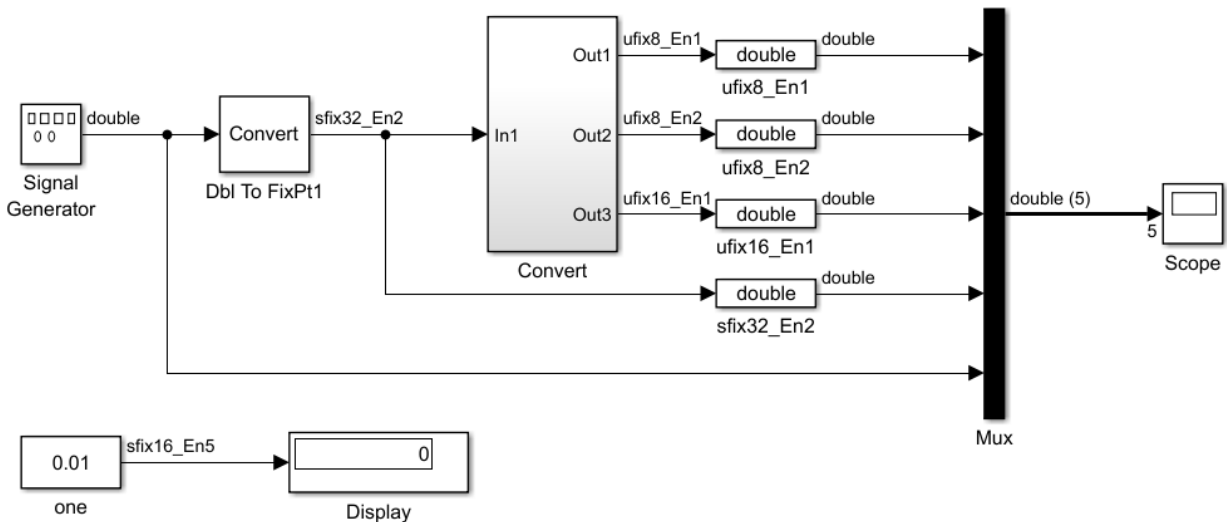 ufix8_En1
double
Out1
double
ufix8_En1
double
sfix32_En2
ufix8_En2
double
Convert
In1
Out2
double
0 0
Dbl To FixPt1
ufix8_En2
Signal
Generator
ufix16_En1
double
double (5)
Out3
double
5
ufix16_En1
Scope
Convert
double
double
sfix32_En2
Mux
sfix16_En5
0.01
0
one
Display